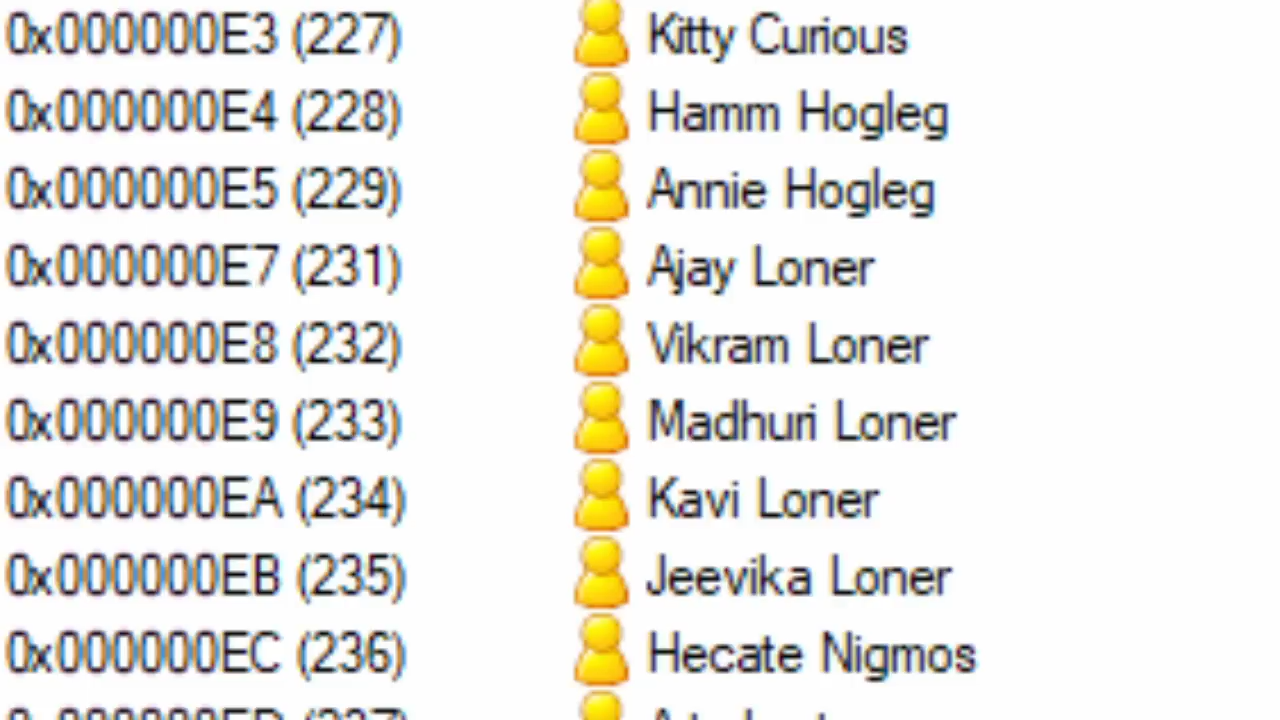 0x000000E3 (227) Kitty Curious
0x000000E4 (228) Hamm Hogleg
0x000000E5 (229) Annie Hogleg
0x000000E7 (231) Ajay Loner
0x000000E8 (232) Vikram Loner
0x000000E9 (233) Madhuri Loner
0x000000EA (234) Kavi Loner
0x000000EB (235) Jeevika Loner
0x000000EC (236) Hecate Nigmos